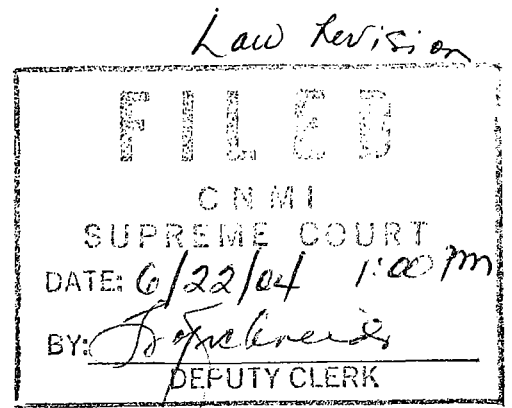 Law Revision
FILED
CNMI
SUPREME COURT
DATE: 6/22/04 1:00 pm
BY:
DEPUTY CLERK